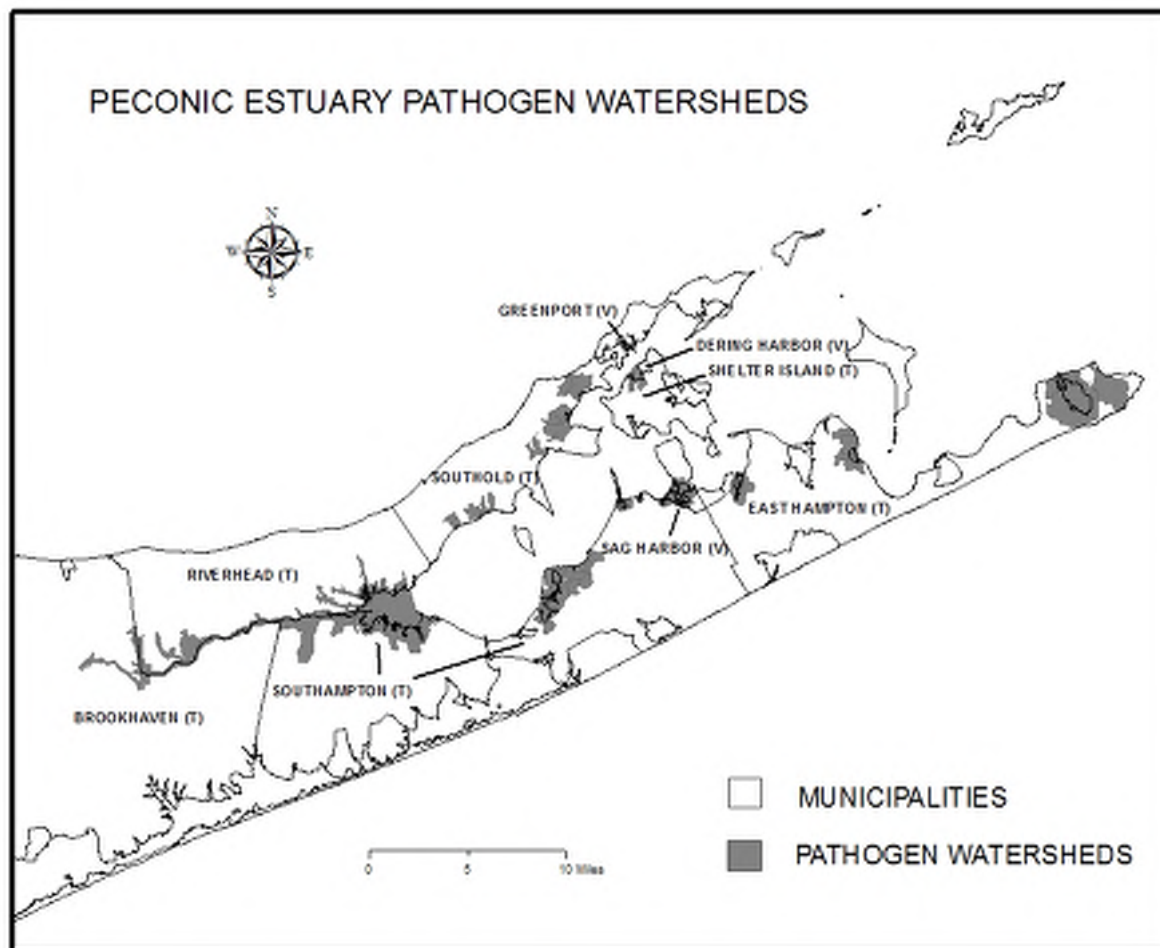 PECONIC ESTUARY PATHOGEN WATERSHEDS
N
W E
S
GREENPORT (V)
DERING HARBOR (V)
SHELTER ISLAND (T)
SOUTHOLD (T)
EAST HAMPTON (T)
SAG HARBOR (V)
RIVERHEAD (T)
SOUTHAMPTON (T)
BROOKHAVEN (T)
MUNICIPALITIES
PATHOGEN WATERSHEDS
0 5 10 Miles